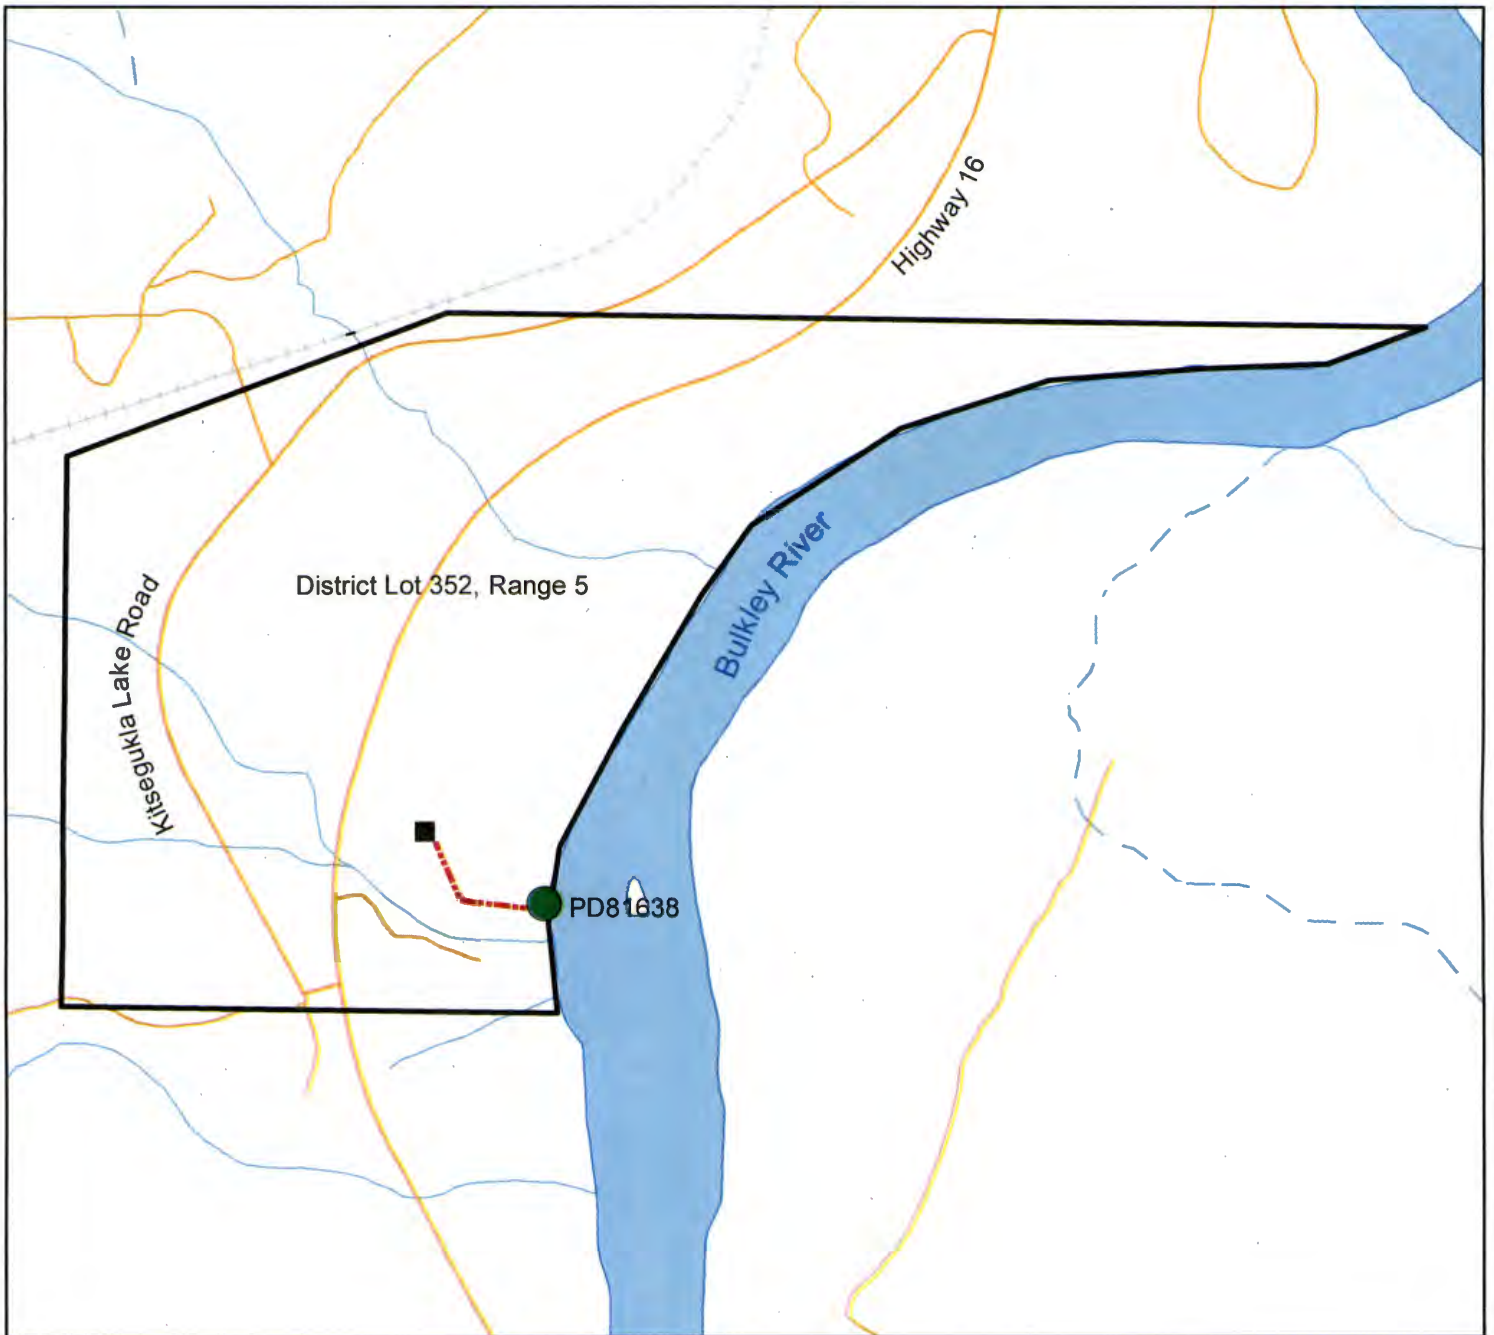 Highway 16
District Lot 352, Range 5
Bulkley River
Kitsegukla Lake Road
PD81638